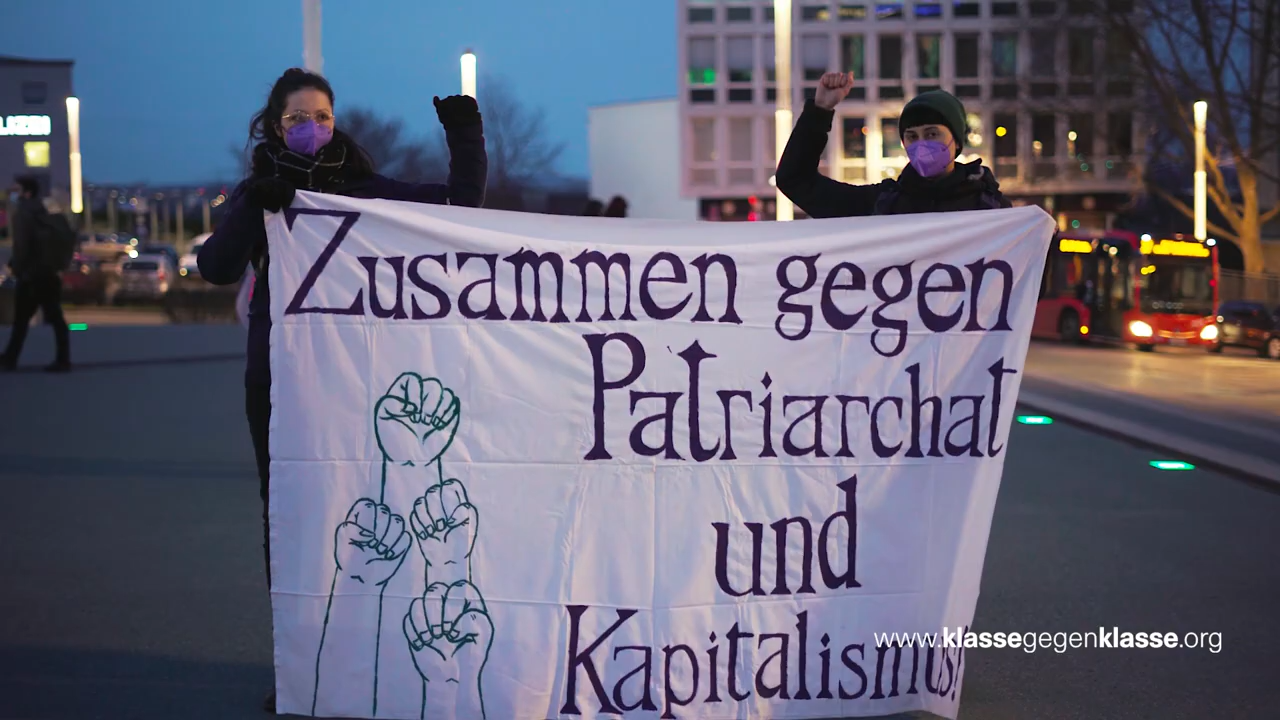 Zusammen gegen
Patriarchat
und
Kapitalismus!
www.klassegegenklasse.org